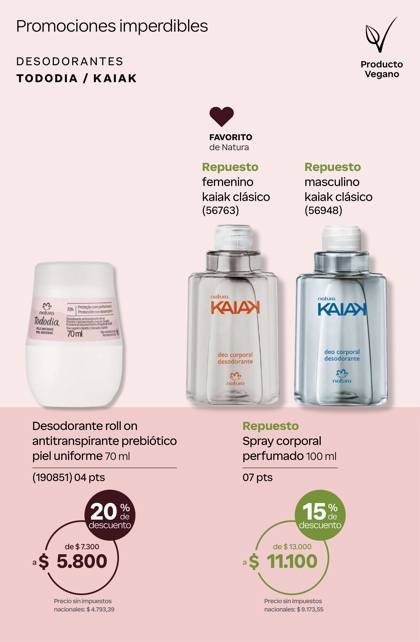 Promociones imperdibles
DESODORANTES
TODODIA / KAIAK
Producto
Vegano
FAVORITO
de Natura
Repuesto
femenino
kaiak clásico
(56763)
Repuesto
masculino
kaiak clásico
(56948)
natura
Tododia
70 ml
natura
KAIAK
deo corporal
desodorante
natura
natura
KAIAK
deo corporal
desodorante
natura
Desodorante roll on
antitranspirante prebiótico
piel uniforme 70 ml
(190851) 04 pts
20% de
descuento
de $ 7.300
a $ 5.800
Precio sin impuestos
nacionales: $ 4.793,39
Repuesto
Spray corporal
perfumado 100 ml
07 pts
15% de
descuento
de $ 13.000
a $ 11.100
Precio sin impuestos
nacionales: $ 9.173,55